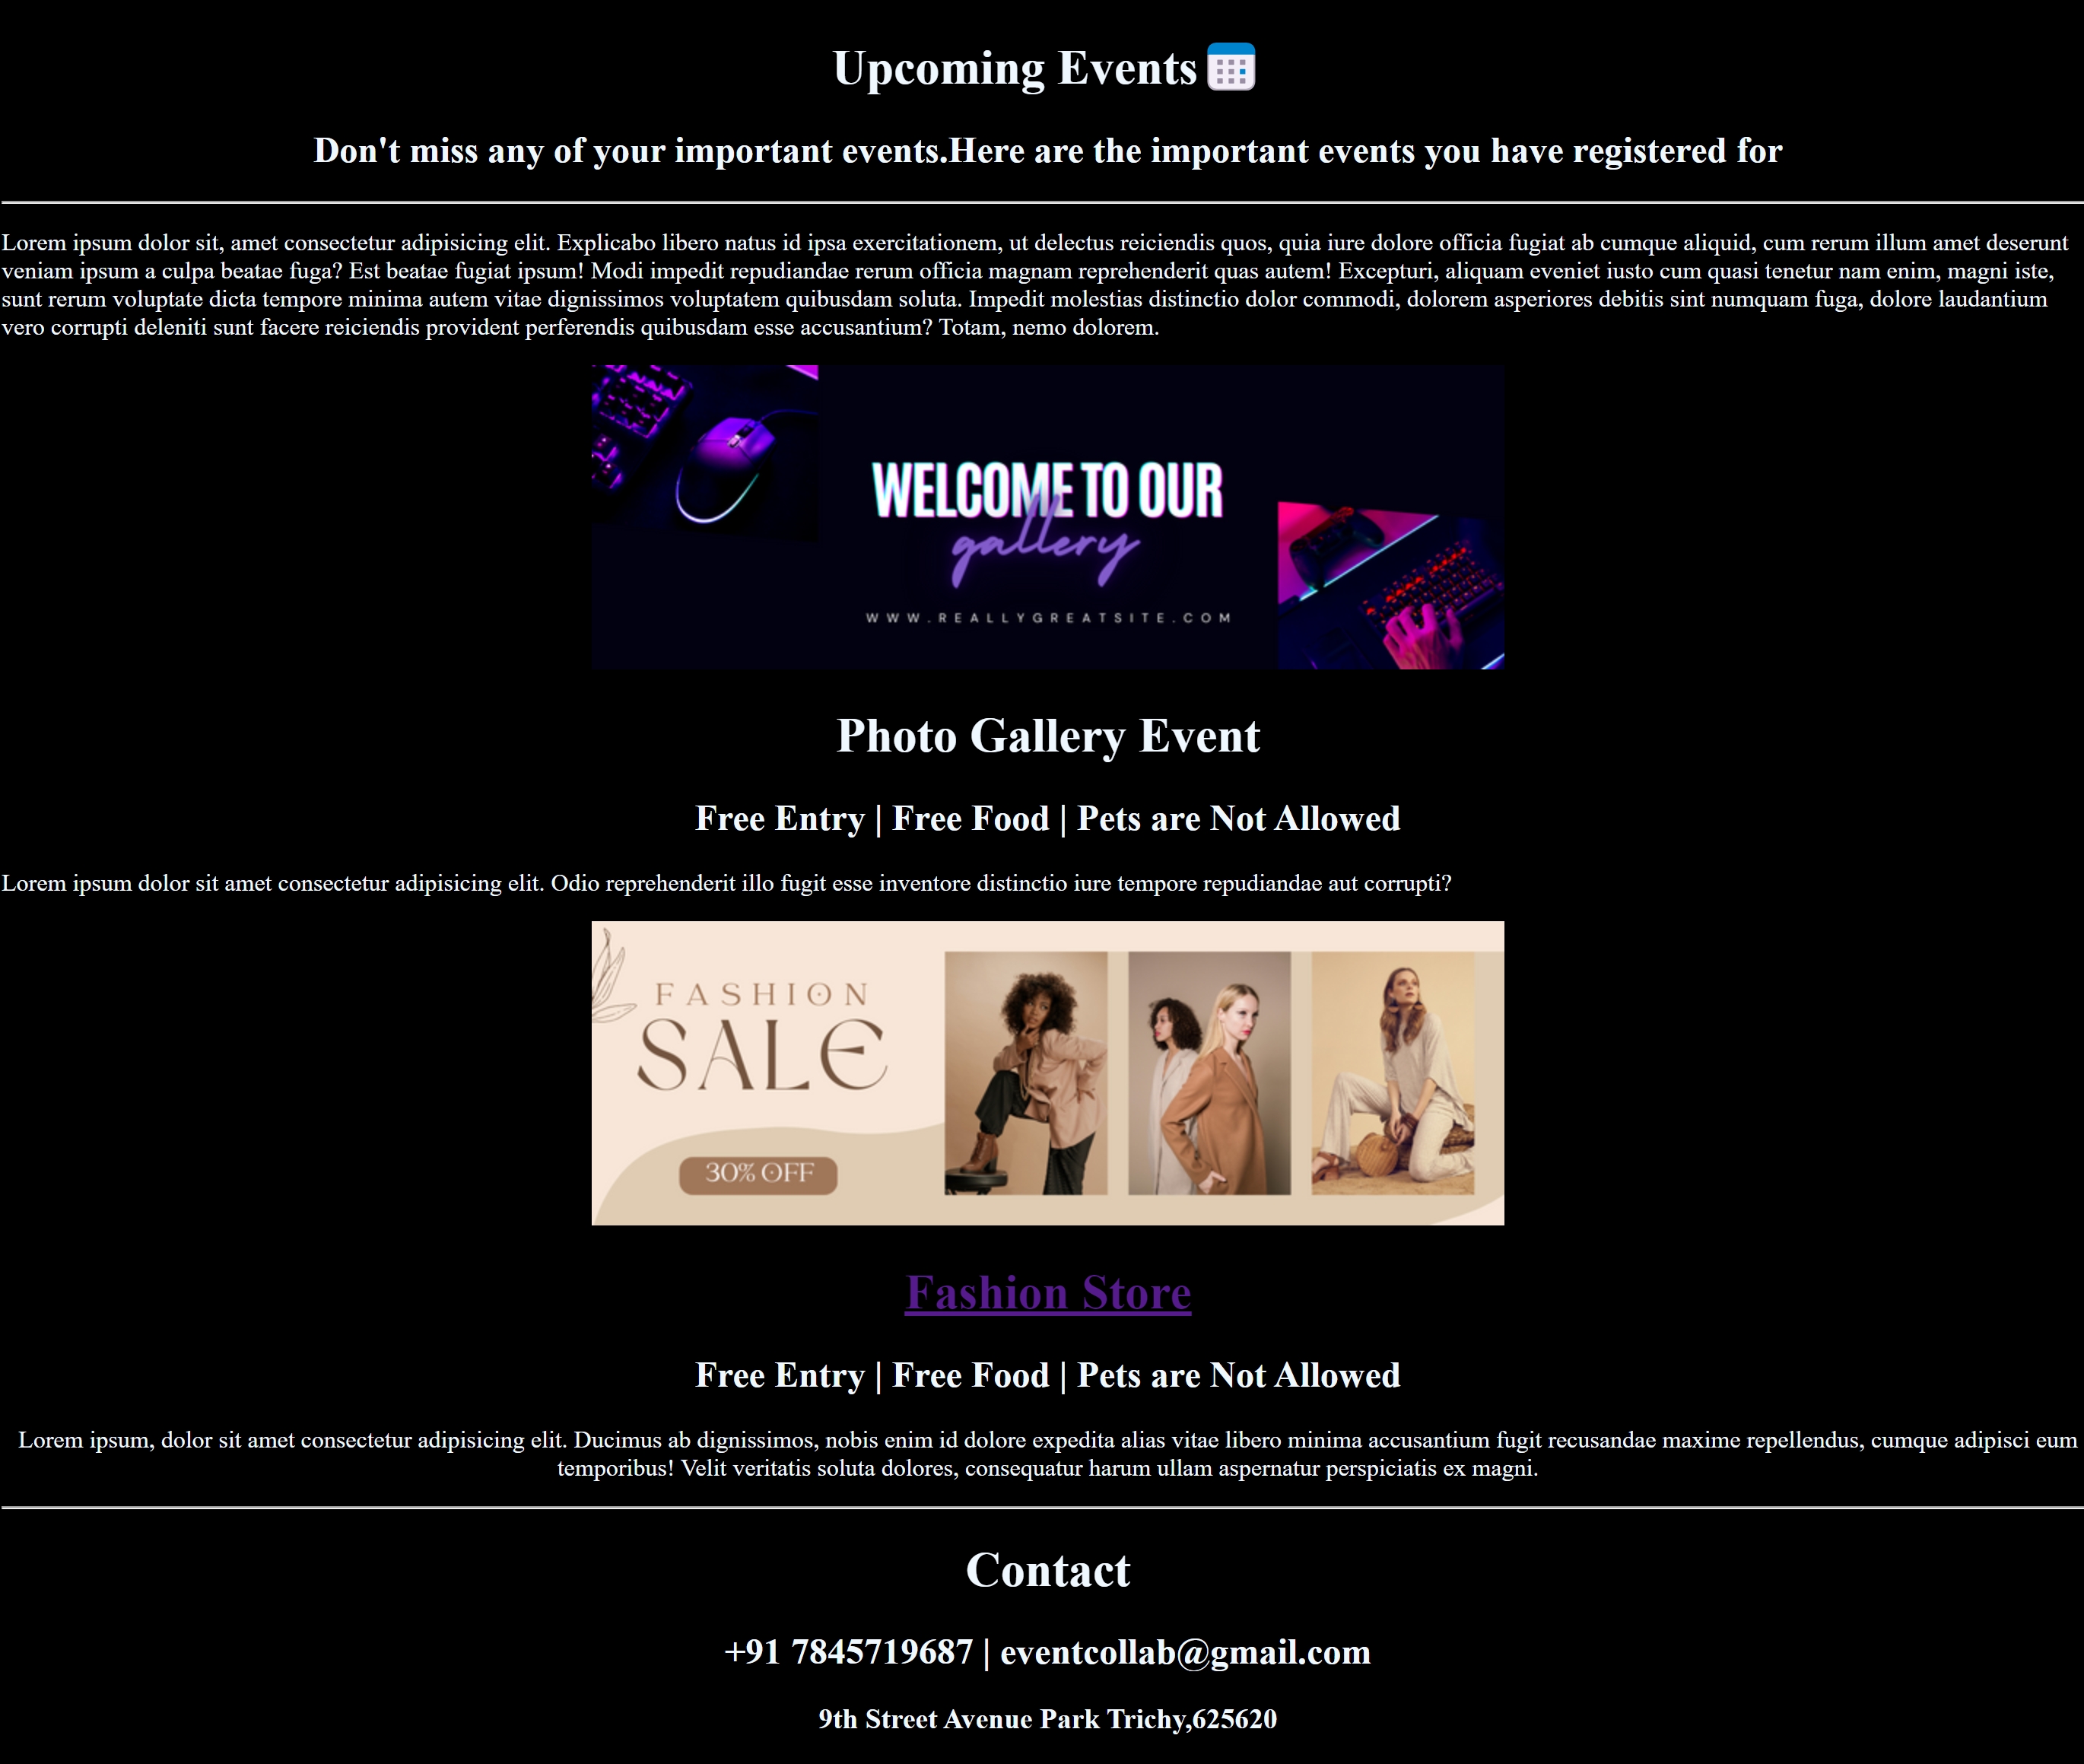 Upcoming Events
Don't miss any of your important events.Here are the important events you have registered for
Lorem ipsum dolor sit, amet consectetur adipisicing elit. Explicabo libero natus id ipsa exercitationem, ut delectus reiciendis quos, quia iure dolore officia fugiat ab cumque aliquid, cum rerum illum amet deserunt
veniam ipsum a culpa beatae fuga? Est beatae fugiat ipsum! Modi impedit repudiandae rerum officia magnam reprehenderit quas autem! Excepturi, aliquam eveniet iusto cum quasi tenetur nam enim, magni iste,
sunt rerum voluptate dicta tempore minima autem vitae dignissimos voluptatem quibusdam soluta. Impedit molestias distinctio dolor commodi, dolorem asperiores debitis sint numquam fuga, dolore laudantium
vero corrupti deleniti sunt facere reiciendis provident perferendis quibusdam esse accusantium? Totam, nemo dolorem.
WELCOME TO OUR
gallery
WWW.REALLYGREATSITE.COM
Photo Gallery Event
Free Entry | Free Food | Pets are Not Allowed
Lorem ipsum dolor sit amet consectetur adipisicing elit. Odio reprehenderit illo fugit esse inventore distinctio iure tempore repudiandae aut corrupti?
FASHION
SALE
30% OFF
Fashion Store
Free Entry | Free Food | Pets are Not Allowed
Lorem ipsum, dolor sit amet consectetur adipisicing elit. Ducimus ab dignissimos, nobis enim id dolore expedita alias vitae libero minima accusantium fugit recusandae maxime repellendus, cumque adipisci eum
temporibus! Velit veritatis soluta dolores, consequatur harum ullam aspernatur perspiciatis ex magni.
Contact
+91 7845719687 | eventcollab@gmail.com
9th Street Avenue Park Trichy,625620